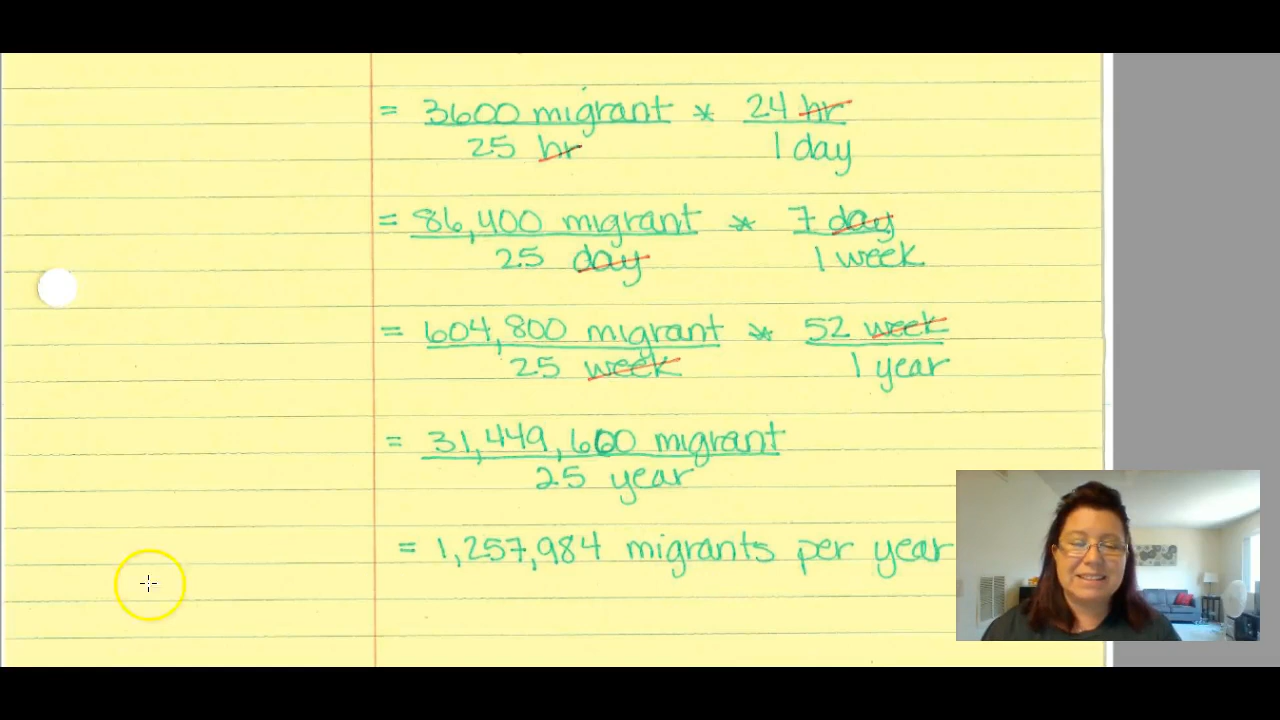 = 3600 migrant * 24 hr
25 hr 1 day
= 86,400 migrant * 7 day
25 day 1 week
= 604,800 migrant * 52 week
25 week 1 year
= 31,449,600 migrant
25 year
= 1,257,984 migrants per year